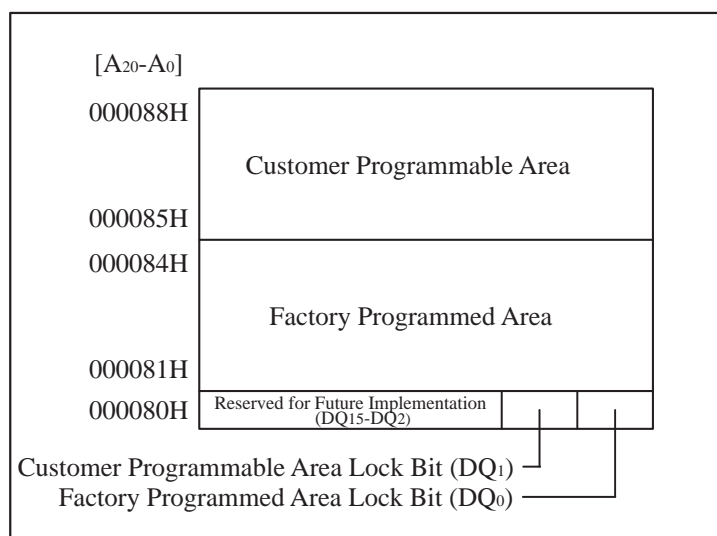 [A20-A0]
000088H
Customer Programmable Area
000085H
000084H
Factory Programmed Area
000081H
000080H
Reserved for Future Implementation
(DQ15-DQ2)
Customer Programmable Area Lock Bit (DQ1)
Factory Programmed Area Lock Bit (DQ0)